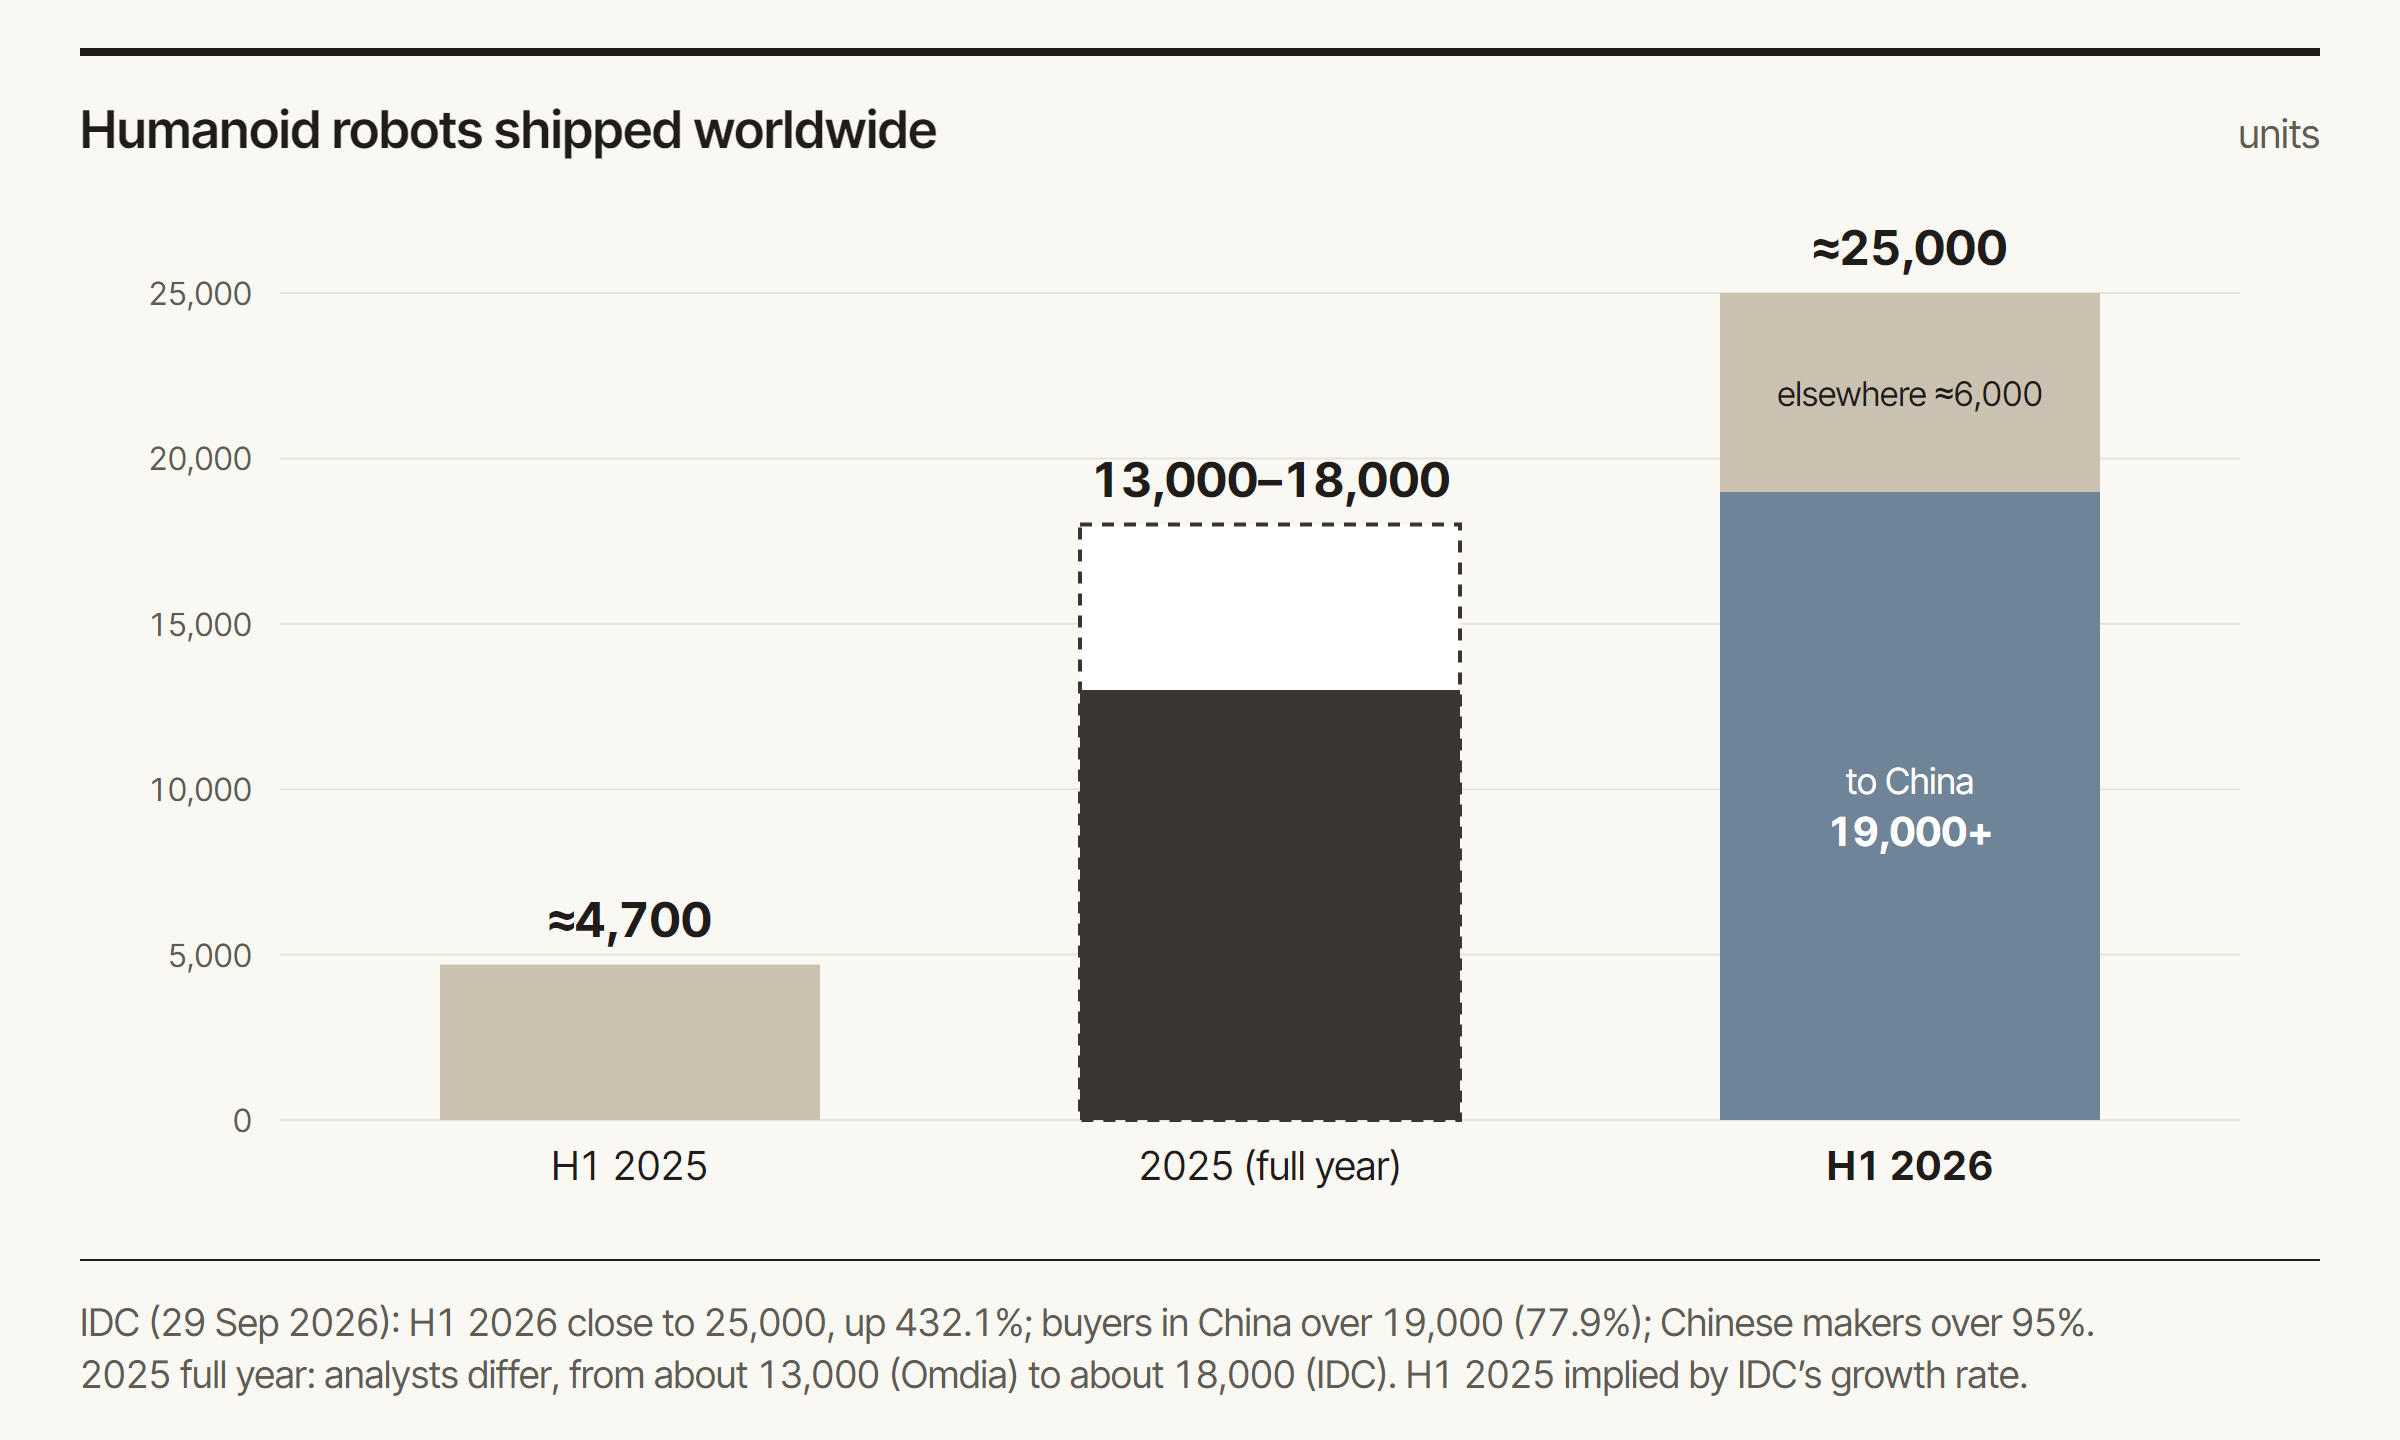 Humanoid robots shipped worldwide
units
≈25,000
25,000
elsewhere ≈6,000
20,000
13,000–18,000
15,000
to China
10,000
19,000+
≈4,700
5,000
0
H1 2025
2025 (full year)
H1 2026
IDC (29 Sep 2026): H1 2026 close to 25,000, up 432.1%; buyers in China over 19,000 (77.9%); Chinese makers over 95%.
2025 full year: analysts differ, from about 13,000 (Omdia) to about 18,000 (IDC). H1 2025 implied by IDC’s growth rate.